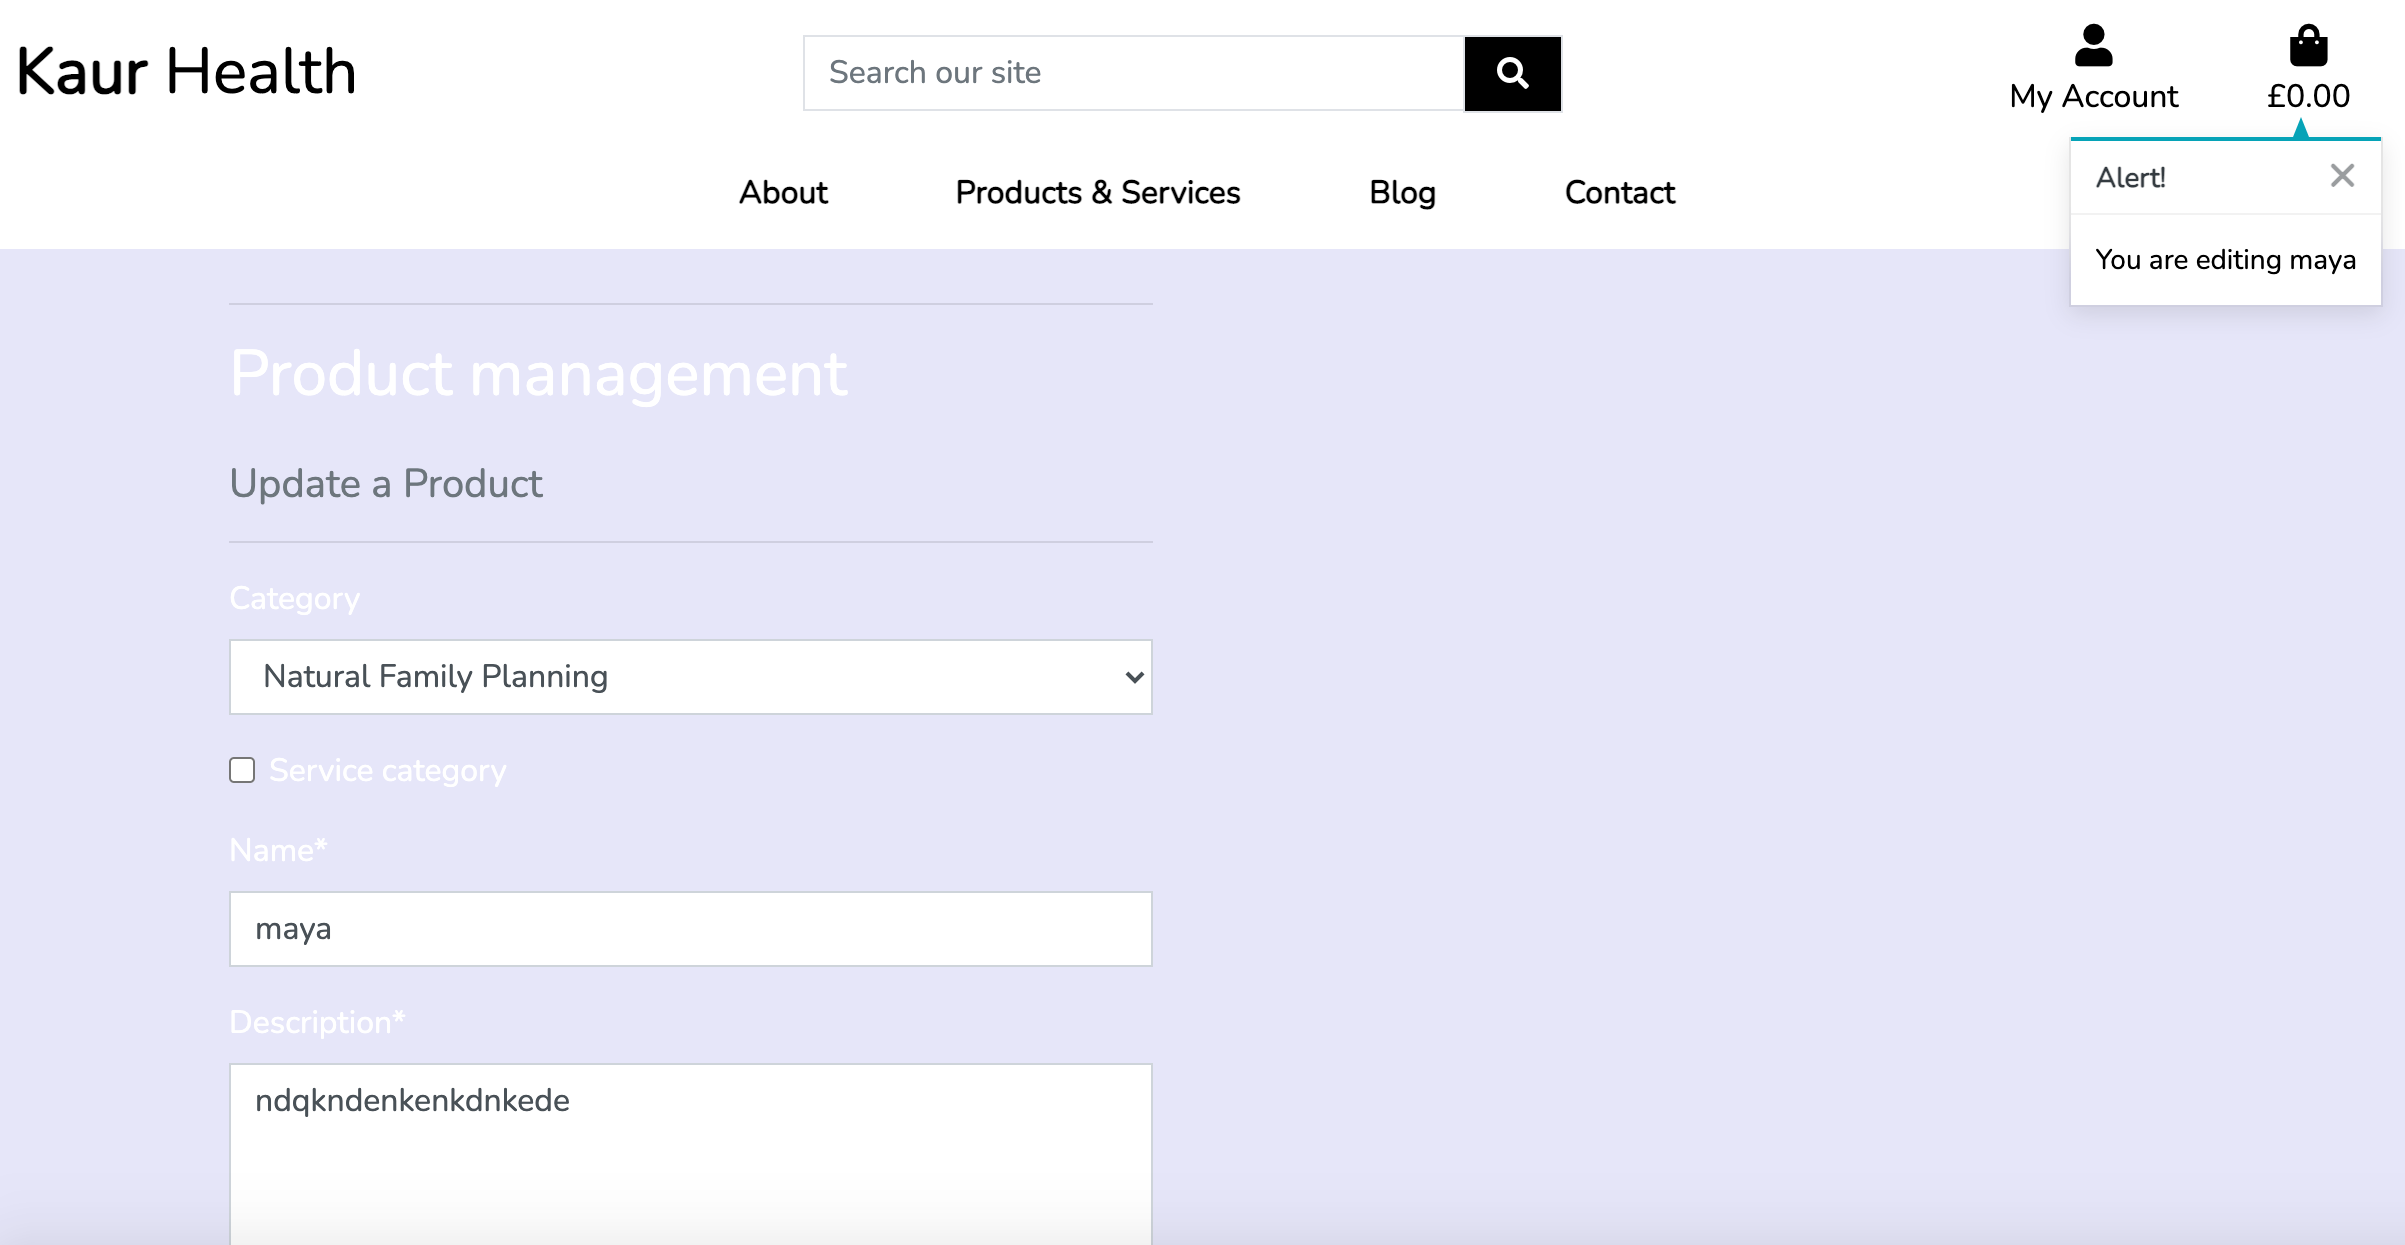 Kaur Health
Search our site
My Account
£0.00
About
Products & Services
Blog
Contact
Alert!
You are editing maya
Product management
Update a Product
Category
Natural Family Planning
Service category
Name*
maya
Description*
ndqkndenkenkdnkede